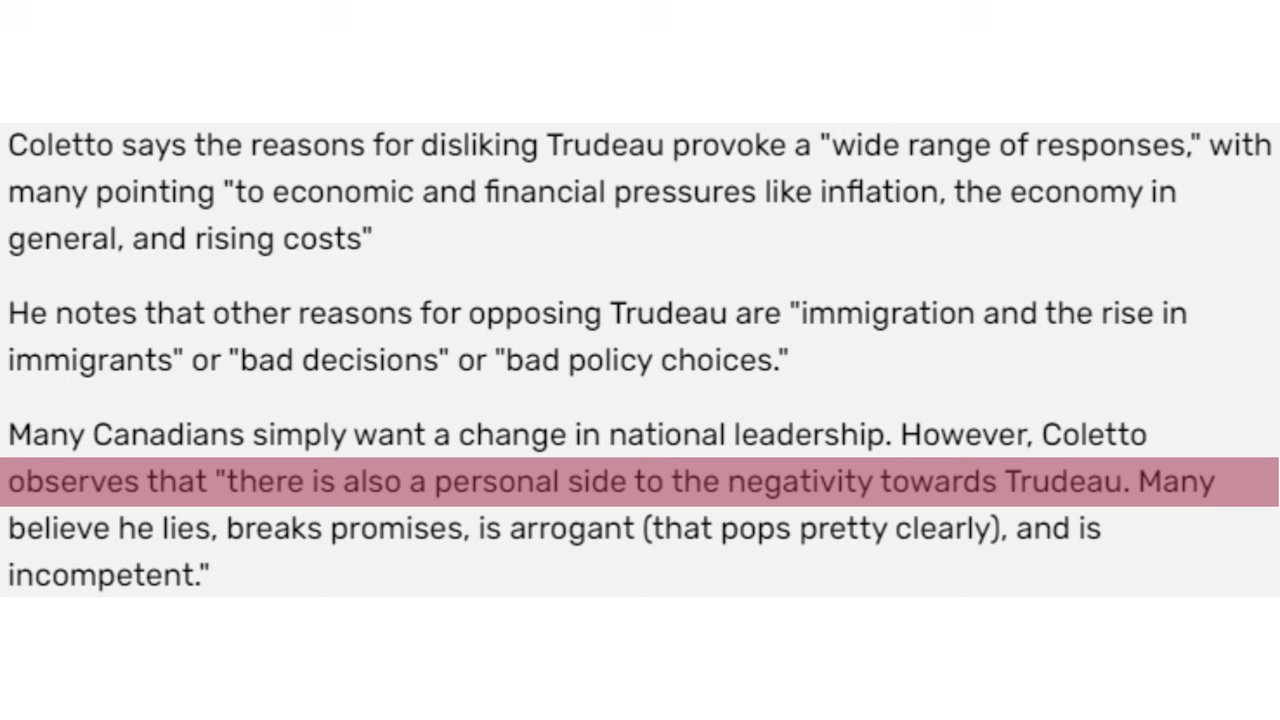 Coletto says the reasons for disliking Trudeau provoke a "wide range of responses," with
many pointing "to economic and financial pressures like inflation, the economy in
general, and rising costs"
He notes that other reasons for opposing Trudeau are "immigration and the rise in
immigrants" or "bad decisions" or "bad policy choices."
Many Canadians simply want a change in national leadership. However, Coletto
observes that "there is also a personal side to the negativity towards Trudeau. Many
believe he lies, breaks promises, is arrogant (that pops pretty clearly), and is
incompetent."